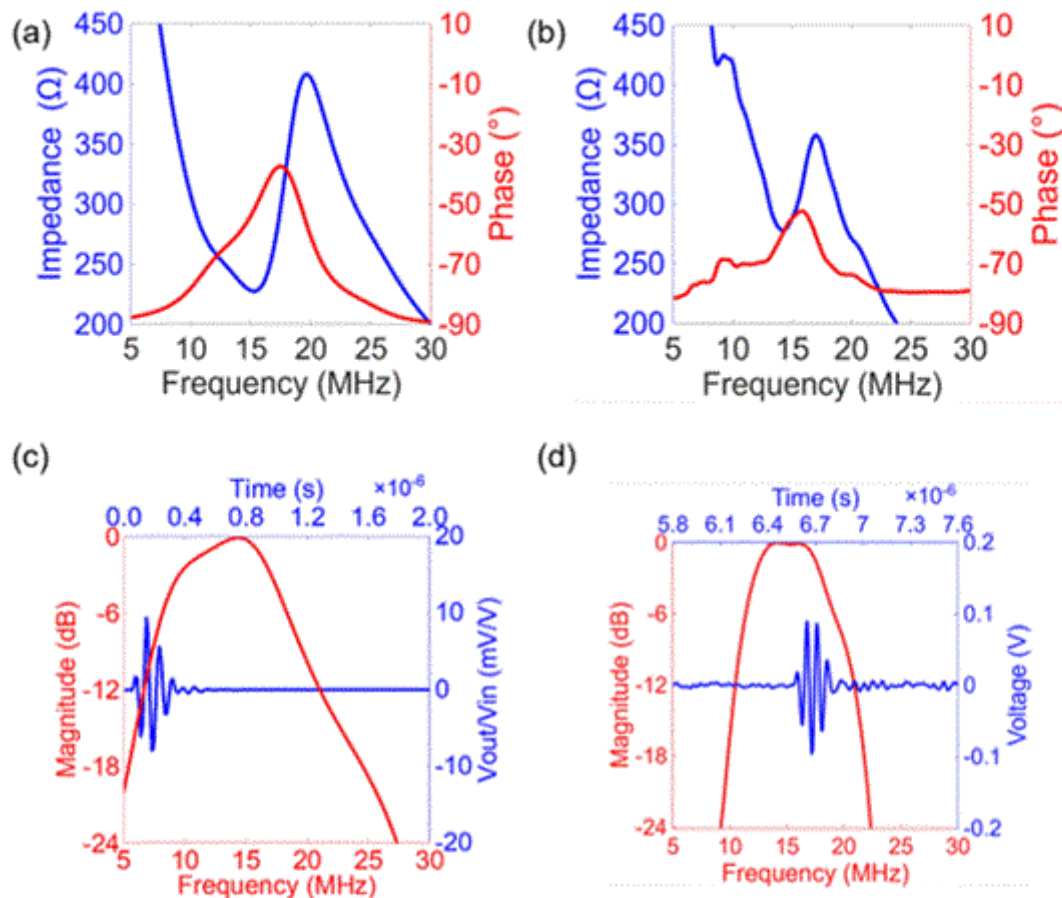 (a)
450
400
350
300
250
200
Impedance (Ω)
10
-10
-30
-50
-70
-90
Phase (°)
5 10 15 20 25 30
Frequency (MHz)
(b)
450
400
350
300
250
200
Impedance (Ω)
10
-10
-30
-50
-70
-90
Phase (°)
5 10 15 20 25 30
Frequency (MHz)
(c)
Time (s) ×10-6
0.0 0.4 0.8 1.2 1.6 2.0
0
-6
-12
-18
-24
Magnitude (dB)
20
10
0
-10
-20
Vout/Vin (mV/V)
5 10 15 20 25 30
Frequency (MHz)
(d)
Time (s) ×10-6
5.8 6.1 6.4 6.7 7 7.3 7.6
0
-6
-12
-18
-24
Magnitude (dB)
0.2
0.1
0
-0.1
-0.2
Voltage (V)
5 10 15 20 25 30
Frequency (MHz)